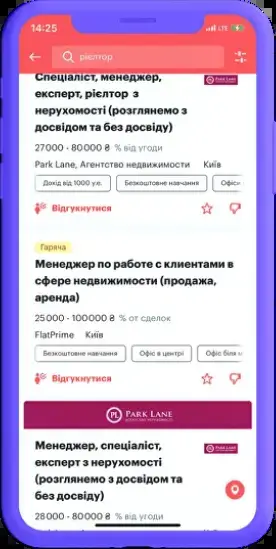 14:25
LTE
рієлтор
Спеціаліст, менеджер,
експерт, рієлтор з
нерухомості (розглянемо з
досвідом та без досвіду)
27000 - 80000 ₴ % від угоди
Park Lane, Агентство недвижимости Київ
PARK LANE
Дохід від 1000 у.е. Безкоштовне навчання Офіс
Відгукнутися
Гаряча
Менеджер по работе с клиентами в
сфере недвижимости (продажа,
аренда)
25000 - 100000 ₴ % от сделок
FlatPrime Київ
Безкоштовне навчання Офіс в центрі Офіс біля м
Відгукнутися
PL PARK LANE
Менеджер, спеціаліст,
експерт з нерухомості
(розглянемо з досвідом та
без досвіду)
PARK LANE
28000 - 80000 ₴ % від угоди